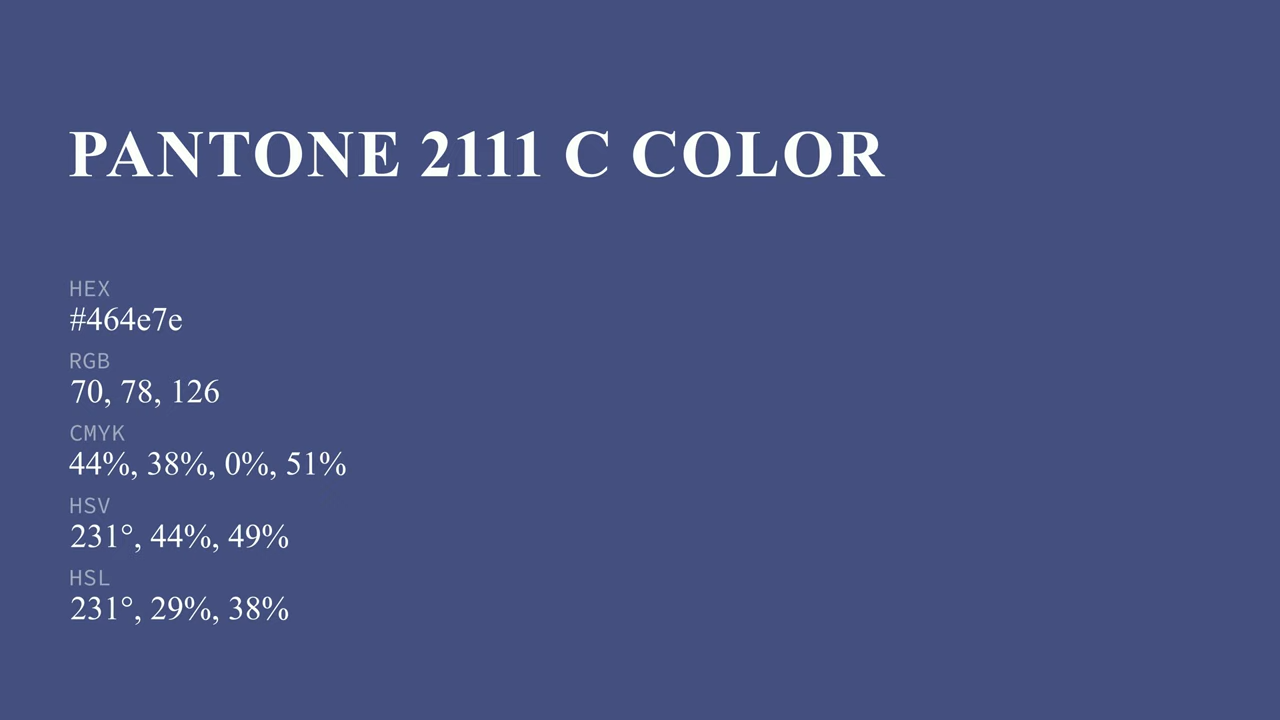 PANTONE 2111 C COLOR
HEX
#464e7e
RGB
70, 78, 126
CMYK
44%, 38%, 0%, 51%
HSV
231°, 44%, 49%
HSL
231°, 29%, 38%